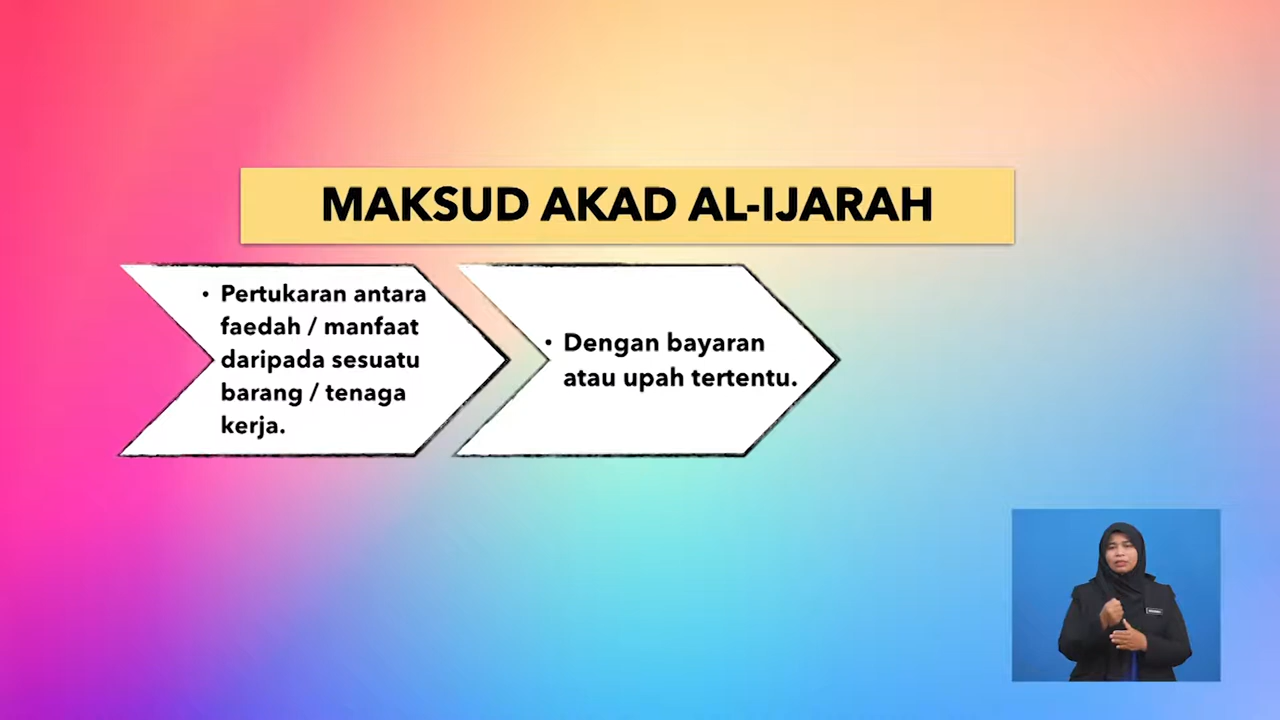 MAKSUD AKAD AL-IJARAH
• Pertukaran antara
faedah / manfaat
daripada sesuatu
barang / tenaga
kerja.
• Dengan bayaran
atau upah tertentu.